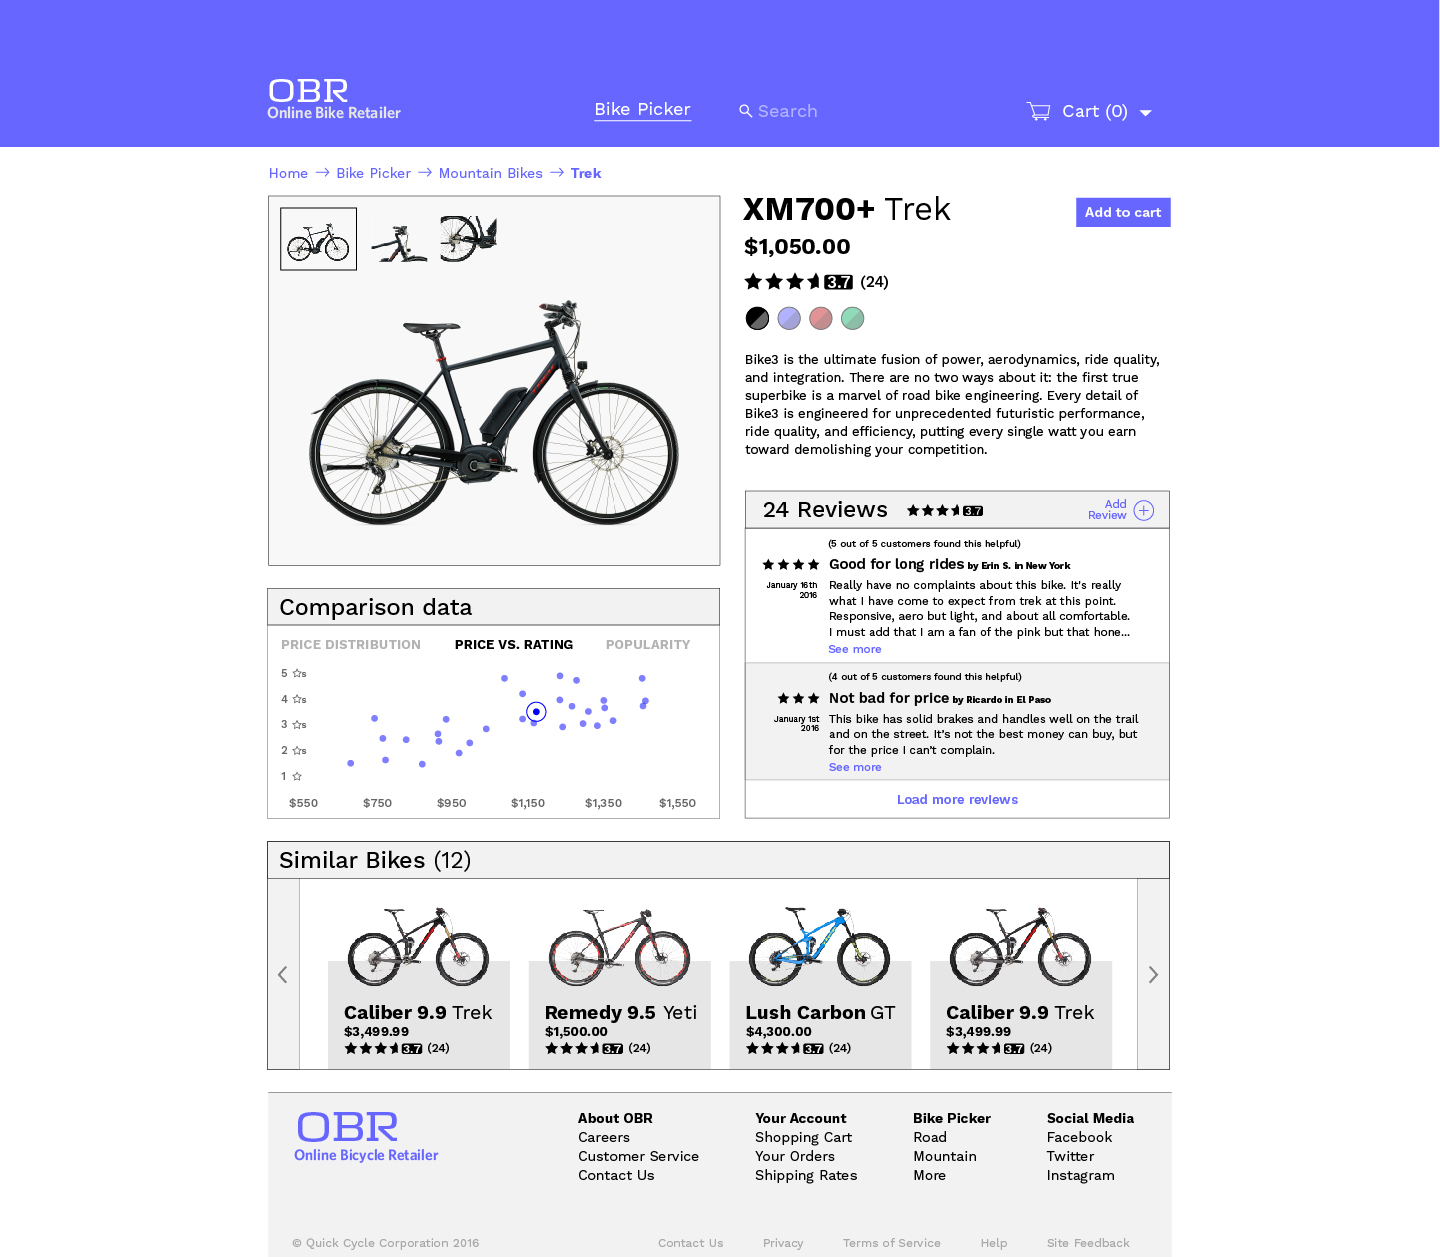 OBR
Online Bike Retailer
Bike Picker
Search
Cart (0)
Home → Bike Picker → Mountain Bikes → Trek
XM700+ Trek
Add to cart
$1,050.00
3.7 (24)
Bike3 is the ultimate fusion of power, aerodynamics, ride quality,
and integration. There are no two ways about it: the first true
superbike is a marvel of road bike engineering. Every detail of
Bike3 is engineered for unprecedented futuristic performance,
ride quality, and efficiency, putting every single watt you earn
toward demolishing your competition.
24 Reviews
3.7
Add
Review
(5 out of 5 customers found this helpful)
Good for long rides by Erin S. in New York
January 16th
2016
Really have no complaints about this bike. It's really
what I have come to expect from trek at this point.
Responsive, aero but light, and about all comfortable.
I must add that I am a fan of the pink but that hone...
See more
(4 out of 5 customers found this helpful)
Not bad for price by Ricardo in El Paso
January 1st
2016
This bike has solid brakes and handles well on the trail
and on the street. It's not the best money can buy, but
for the price I can't complain.
See more
Load more reviews
Comparison data
PRICE DISTRIBUTION
PRICE VS. RATING
POPULARITY
5 ☆s
4 ☆s
3 ☆s
2 ☆s
1 ☆
$550
$750
$950
$1,150
$1,350
$1,550
Similar Bikes (12)
Caliber 9.9 Trek
$3,499.99
3.7 (24)
Remedy 9.5 Yeti
$1,500.00
3.7 (24)
Lush Carbon GT
$4,300.00
3.7 (24)
Caliber 9.9 Trek
$3,499.99
3.7 (24)
OBR
Online Bicycle Retailer
About OBR
Careers
Customer Service
Contact Us
Your Account
Shopping Cart
Your Orders
Shipping Rates
Bike Picker
Road
Mountain
More
Social Media
Facebook
Twitter
Instagram
© Quick Cycle Corporation 2016
Contact Us
Privacy
Terms of Service
Help
Site Feedback